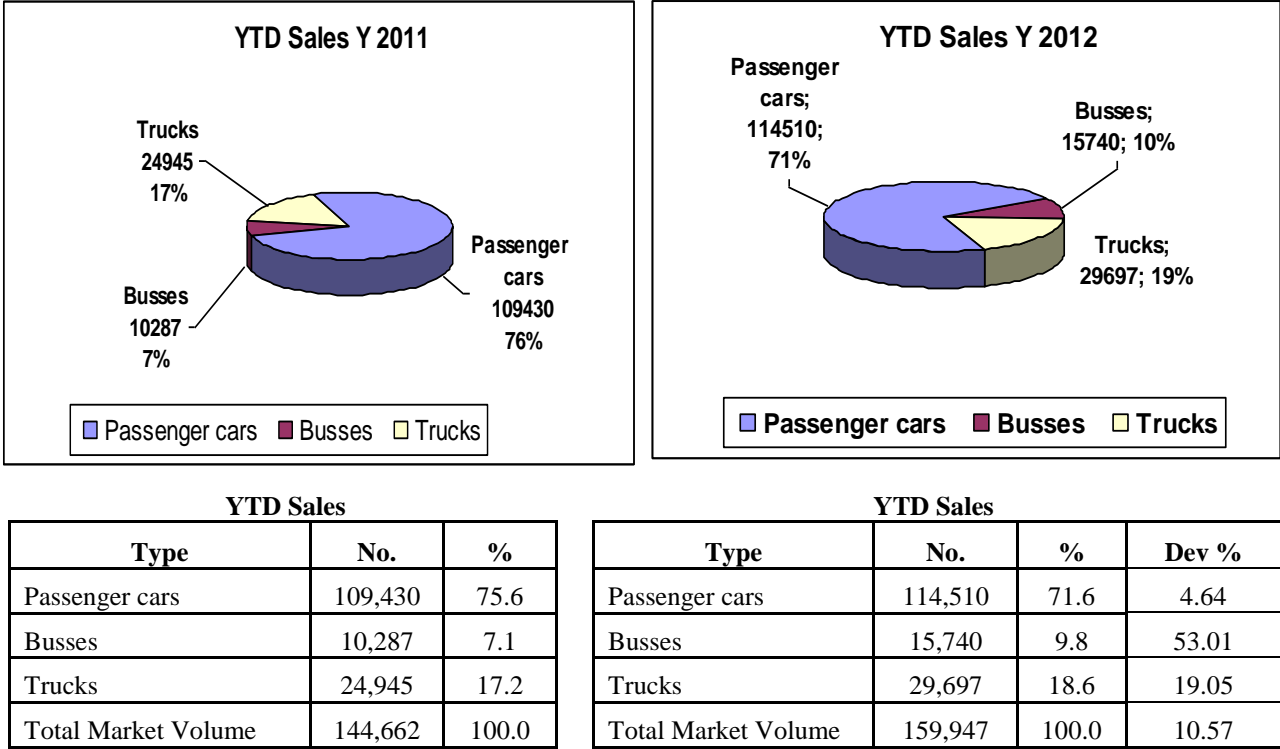 YTD Sales Y 2011
Trucks
24945
17%
Busses
10287
7%
Passenger
cars
109430
76%
Passenger cars Busses Trucks
YTD Sales Y 2012
Passenger
cars;
114510;
71%
Busses;
15740; 10%
Trucks;
29697; 19%
Passenger cars Busses Trucks
YTD Sales
Type No. %
Passenger cars 109,430 75.6
Busses 10,287 7.1
Trucks 24,945 17.2
Total Market Volume 144,662 100.0
YTD Sales
Type No. % Dev %
Passenger cars 114,510 71.6 4.64
Busses 15,740 9.8 53.01
Trucks 29,697 18.6 19.05
Total Market Volume 159,947 100.0 10.57